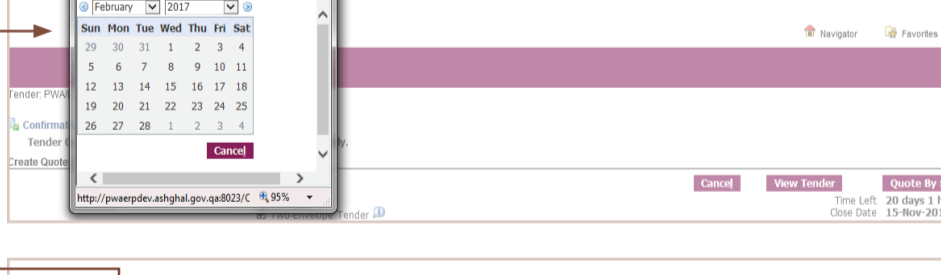 February 2017
Sun Mon Tue Wed Thu Fri Sat
29 30 31 1 2 3 4
5 6 7 8 9 10 11
12 13 14 15 16 17 18
19 20 21 22 23 24 25
26 27 28 1 2 3 4
Cancel
http://pwaerpdev.ashghal.gov.qa:8023/C 95%
Navigator Favorites
Tender: PWA/
Confirmat
Tender
Create Quote
Cancel View Tender Quote By
Time Left 20 days 1 h
Two-Envelope Tender Close Date 15-Nov-201